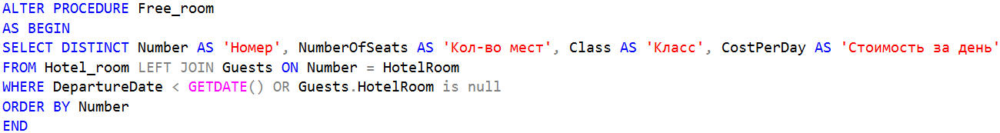 ALTER PROCEDURE Free_room
AS BEGIN
SELECT DISTINCT Number AS 'Номер', NumberOfSeats AS 'Кол-во мест', Class AS 'Класс', CostPerDay AS 'Стоимость за день'
FROM Hotel_room LEFT JOIN Guests ON Number = HotelRoom
WHERE DepartureDate < GETDATE() OR Guests.HotelRoom is null
ORDER BY Number
END